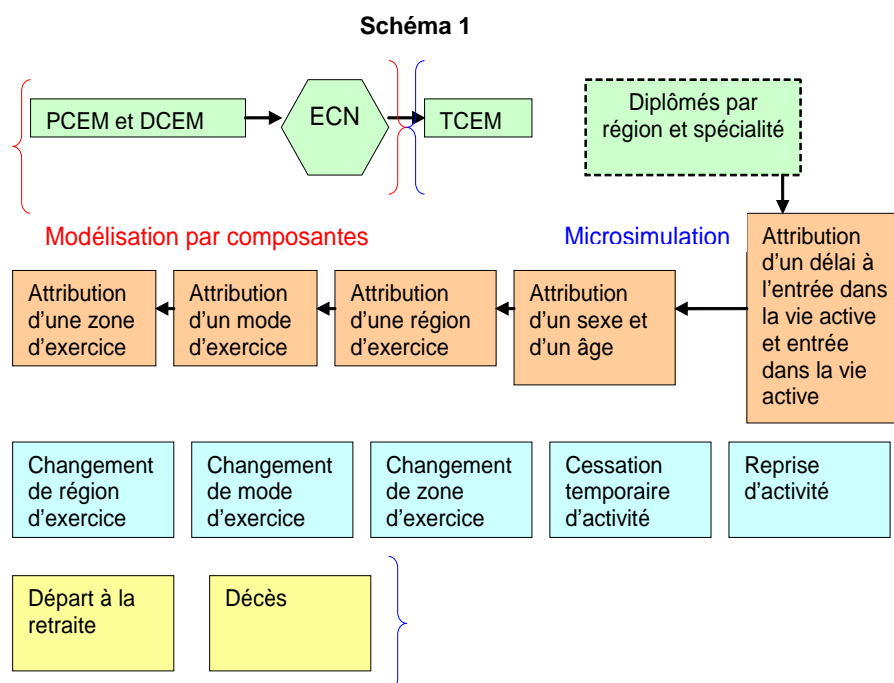 Schéma 1
PCEM et DCEM
ECN
TCEM
Diplômés par
région et spécialité
Modélisation par composantes
Microsimulation
Attribution
d'un délai à
l'entrée dans
la vie active
et entrée
dans la vie
active
Attribution
d'une zone
d'exercice
Attribution
d'un mode
d'exercice
Attribution
d'une région
d'exercice
Attribution
d'un sexe et
d'un âge
Changement
de région
d'exercice
Changement
de mode
d'exercice
Changement
de zone
d'exercice
Cessation
temporaire
d'activité
Reprise
d'activité
Départ à la
retraite
Décès